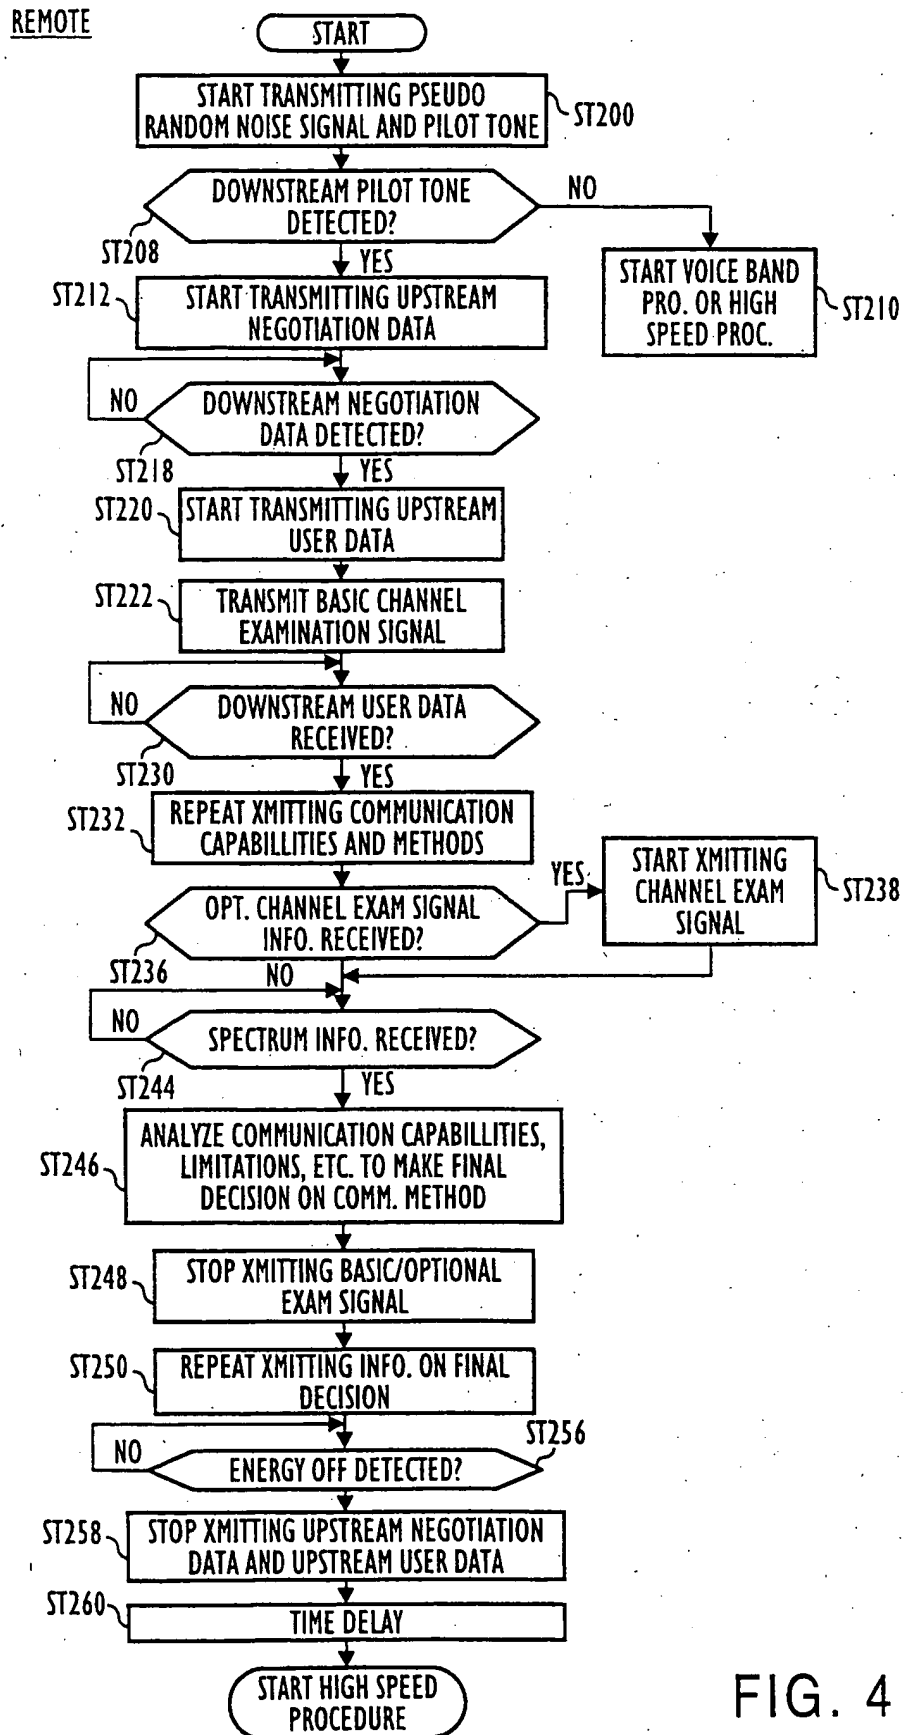 REMOTE
START
START TRANSMITTING PSEUDO
RANDOM NOISE SIGNAL AND PILOT TONE
ST200
DOWNSTREAM PILOT TONE
DETECTED?
NO
ST208
YES
START VOICE BAND
PRO. OR HIGH
SPEED PROC.
ST210
ST212
START TRANSMITTING UPSTREAM
NEGOTIATION DATA
NO
DOWNSTREAM NEGOTIATION
DATA DETECTED?
ST218
YES
ST220
START TRANSMITTING UPSTREAM
USER DATA
ST222
TRANSMIT BASIC CHANNEL
EXAMINATION SIGNAL
NO
DOWNSTREAM USER DATA
RECEIVED?
ST230
YES
ST232
REPEAT XMITTING COMMUNICATION
CAPABILLITIES AND METHODS
OPT. CHANNEL EXAM SIGNAL
INFO. RECEIVED?
YES
START XMITTING
CHANNEL EXAM
SIGNAL
ST238
ST236
NO
NO
SPECTRUM INFO. RECEIVED?
ST244
YES
ST246
ANALYZE COMMUNICATION CAPABILLITIES,
LIMITATIONS, ETC. TO MAKE FINAL
DECISION ON COMM. METHOD
ST248
STOP XMITTING BASIC/OPTIONAL
EXAM SIGNAL
ST250
REPEAT XMITTING INFO. ON FINAL
DECISION
NO
ENERGY OFF DETECTED?
ST256
ST258
STOP XMITTING UPSTREAM NEGOTIATION
DATA AND UPSTREAM USER DATA
ST260
TIME DELAY
START HIGH SPEED
PROCEDURE
FIG. 4